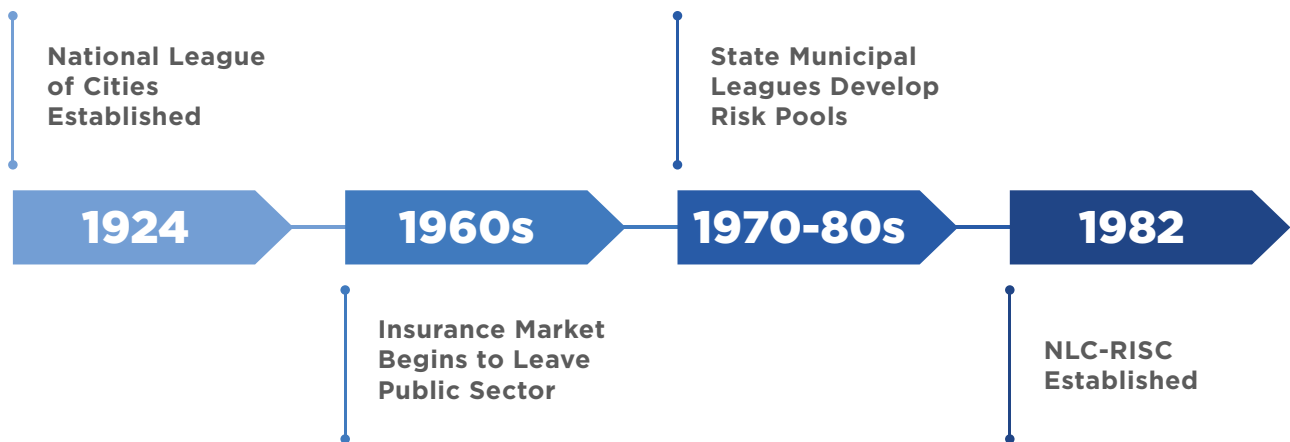 National League
of Cities
Established
State Municipal
Leagues Develop
Risk Pools
1924
1960s
1970-80s
1982
Insurance Market
Begins to Leave
Public Sector
NLC-RISC
Established